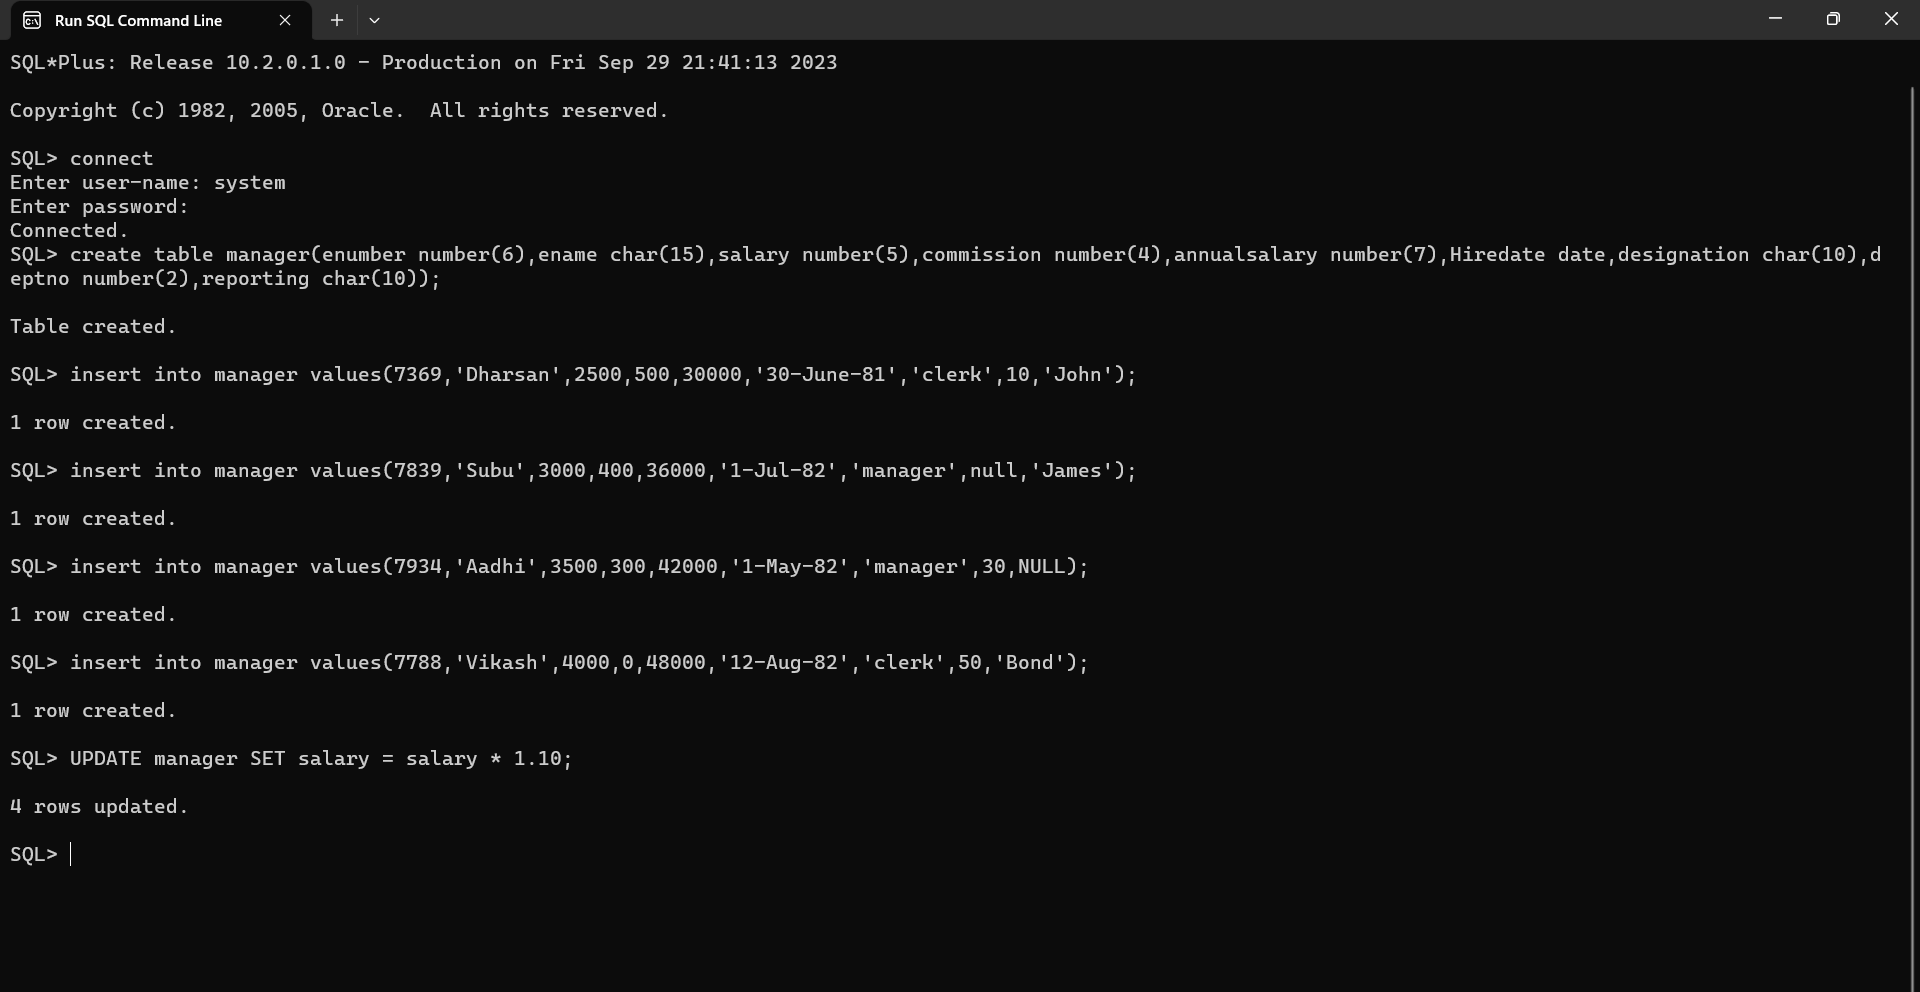 Run SQL Command Line
SQL*Plus: Release 10.2.0.1.0 - Production on Fri Sep 29 21:41:13 2023
Copyright (c) 1982, 2005, Oracle.  All rights reserved.
SQL> connect
Enter user-name: system
Enter password:
Connected.
SQL> create table manager(enumber number(6),ename char(15),salary number(5),commission number(4),annualsalary number(7),Hiredate date,designation char(10),d
eptno number(2),reporting char(10));
Table created.
SQL> insert into manager values(7369,'Dharsan',2500,500,30000,'30-June-81','clerk',10,'John');
1 row created.
SQL> insert into manager values(7839,'Subu',3000,400,36000,'1-Jul-82','manager',null,'James');
1 row created.
SQL> insert into manager values(7934,'Aadhi',3500,300,42000,'1-May-82','manager',30,NULL);
1 row created.
SQL> insert into manager values(7788,'Vikash',4000,0,48000,'12-Aug-82','clerk',50,'Bond');
1 row created.
SQL> UPDATE manager SET salary = salary * 1.10;
4 rows updated.
SQL>